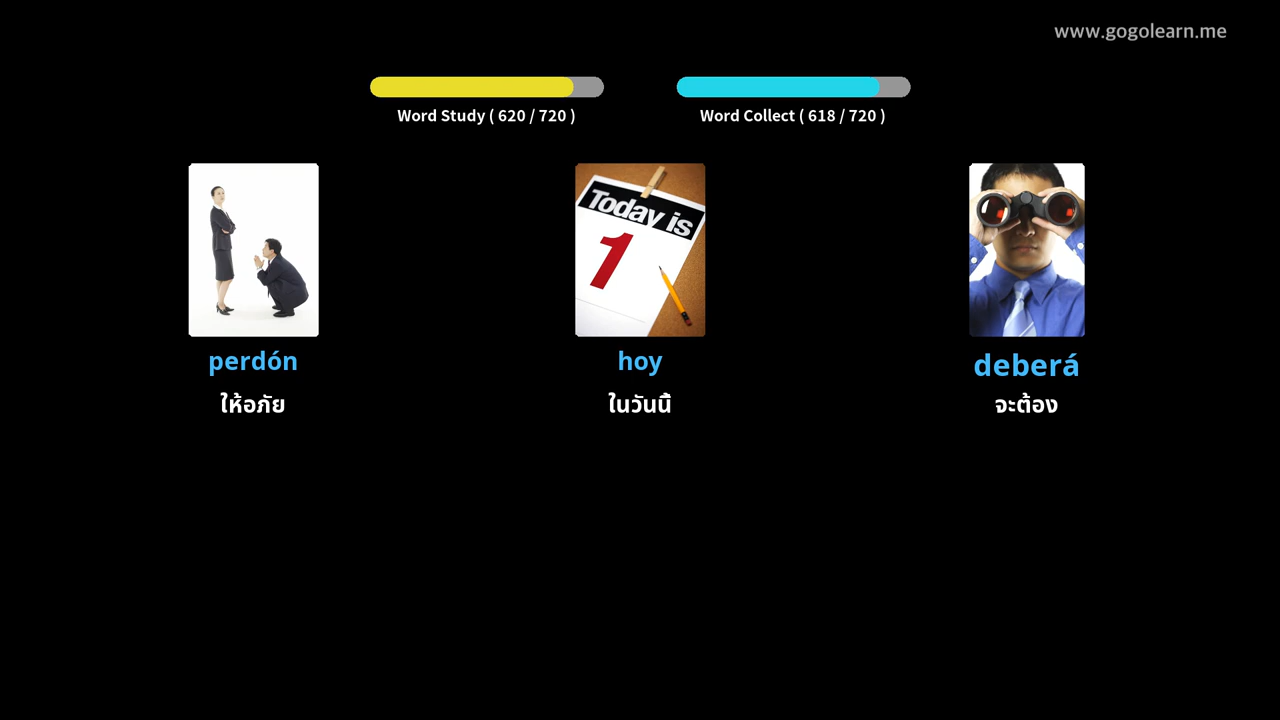 www.gogolearn.me
Word Study ( 620 / 720 )
Word Collect ( 618 / 720 )
Today is
1
perdón
hoy
deberá
ให้อภัย
ในวันนี้
จะต้อง